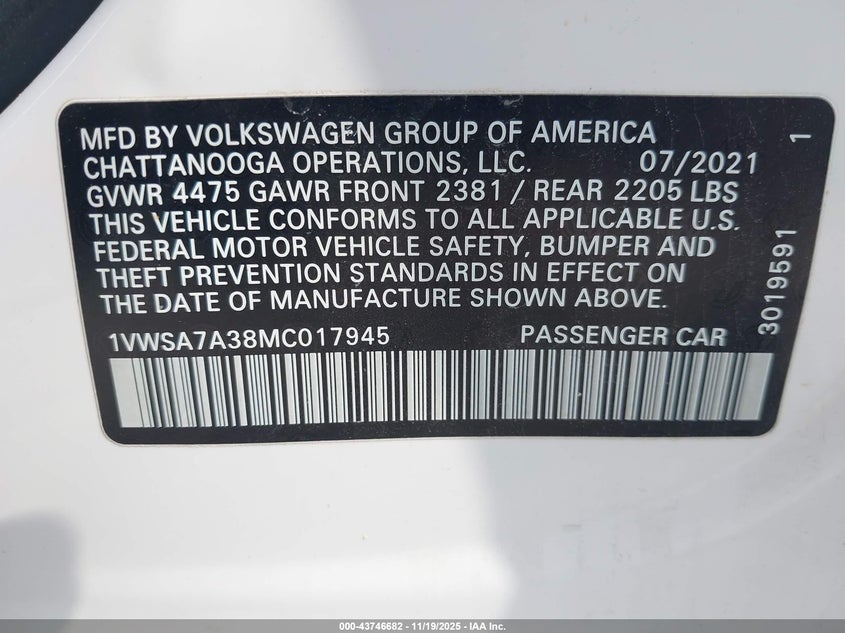 MFD BY VOLKSWAGEN GROUP OF AMERICA
CHATTANOOGA OPERATIONS, LLC. 07/2021
GVWR 4475 GAWR FRONT 2381 / REAR 2205 LBS
THIS VEHICLE CONFORMS TO ALL APPLICABLE U.S.
FEDERAL MOTOR VEHICLE SAFETY, BUMPER AND
THEFT PREVENTION STANDARDS IN EFFECT ON
THE DATE OF MANUFACTURE SHOWN ABOVE.
1VWSA7A38MC017945 PASSENGER CAR
3019591 1
000-43746682 - 11/19/2025 - IAA Inc.